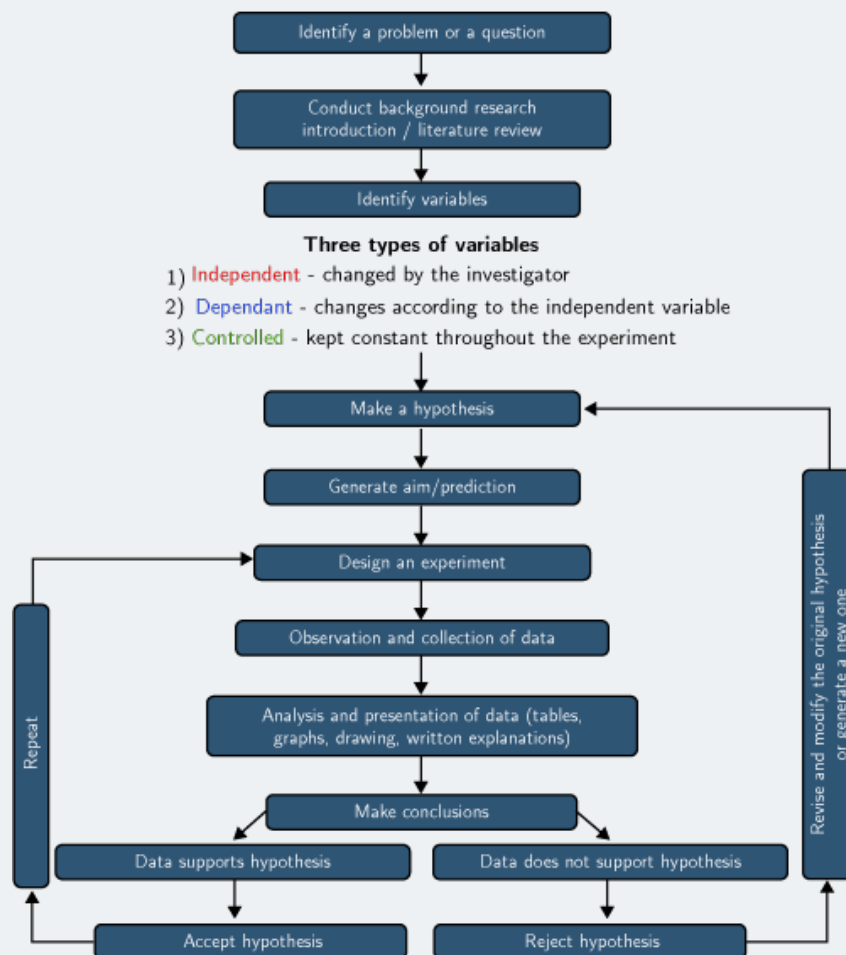 Identify a problem or a question
Conduct background research
introduction / literature review
Identify variables
Three types of variables
1) Independent - changed by the investigator
2) Dependant - changes according to the independent variable
3) Controlled - kept constant throughout the experiment
Make a hypothesis
Generate aim/prediction
Design an experiment
Observation and collection of data
Analysis and presentation of data (tables,
graphs, drawing, writton explanations)
Make conclusions
Data supports hypothesis
Data does not support hypothesis
Accept hypothesis
Reject hypothesis
Repeat
Revise and modify the original hypothesis
or generate a new one